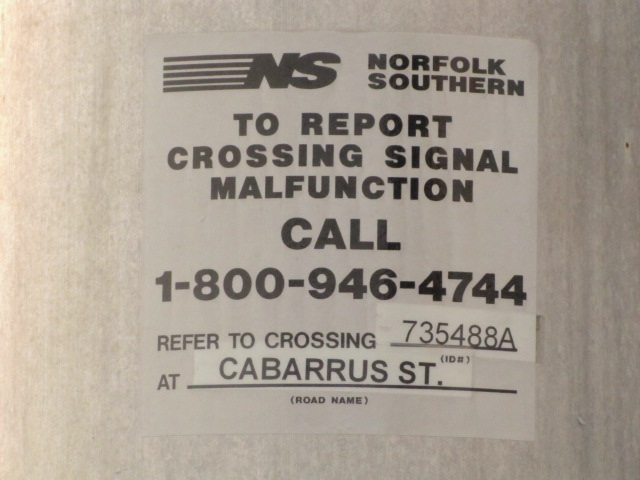 NS NORFOLK
SOUTHERN
TO REPORT
CROSSING SIGNAL
MALFUNCTION
CALL
1-800-946-4744
REFER TO CROSSING 735488A
(ID#)
AT CABARRUS ST.
(ROAD NAME)